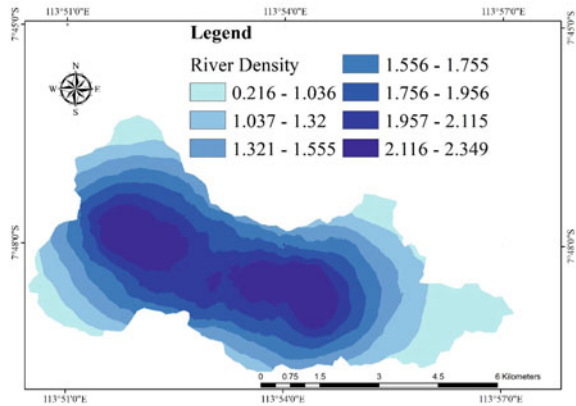 113°51'0"E 113°54'0"E 113°57'0"E
7°45'0"S 7°45'0"S
Legend
River Density
0.216 - 1.036
1.037 - 1.32
1.321 - 1.555
1.556 - 1.755
1.756 - 1.956
1.957 - 2.115
2.116 - 2.349
N
W E
S
7°48'0"S 7°48'0"S
0 0.75 1.5 3 4.5 6 Kilometers
113°51'0"E 113°54'0"E 113°57'0"E